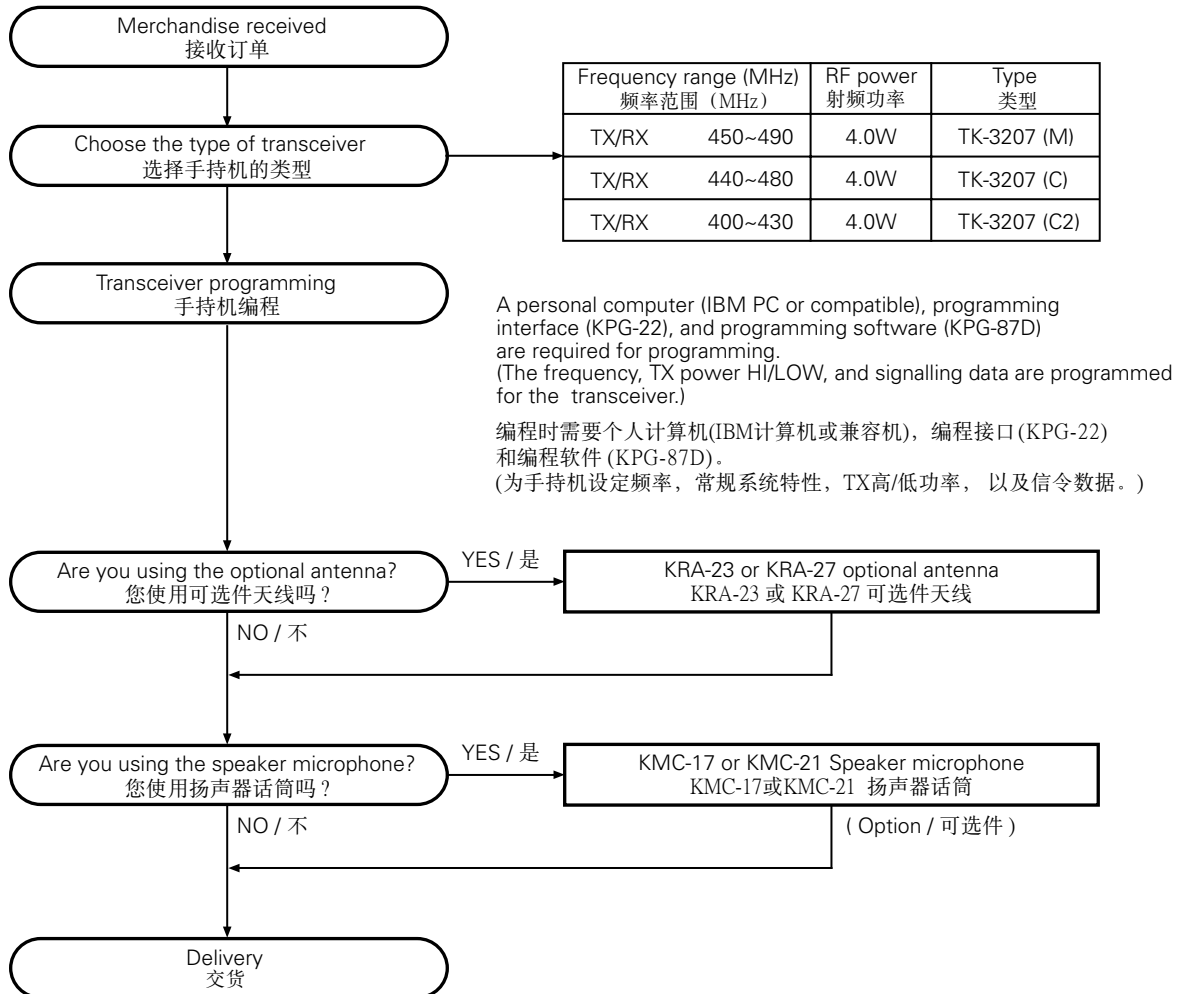 Merchandise received
接收订单
Choose the type of transceiver
选择手持机的类型
Frequency range (MHz) RF power Type
频率范围（MHz） 射频功率 类型
TX/RX 450~490 4.0W TK-3207 (M)
TX/RX 440~480 4.0W TK-3207 (C)
TX/RX 400~430 4.0W TK-3207 (C2)
Transceiver programming
手持机编程
A personal computer (IBM PC or compatible), programming
interface (KPG-22), and programming software (KPG-87D)
are required for programming.
(The frequency, TX power HI/LOW, and signalling data are programmed
for the transceiver.)
编程时需要个人计算机(IBM计算机或兼容机)，编程接口(KPG-22)
和编程软件(KPG-87D)。
(为手持机设定频率，常规系统特性，TX高/低功率， 以及信令数据。)
Are you using the optional antenna?
您使用可选件天线吗?
YES / 是
KRA-23 or KRA-27 optional antenna
KRA-23 或 KRA-27 可选件天线
NO / 不
Are you using the speaker microphone?
您使用扬声器话筒吗?
YES / 是
KMC-17 or KMC-21 Speaker microphone
KMC-17或KMC-21 扬声器话筒
NO / 不
( Option / 可选件 )
Delivery
交货